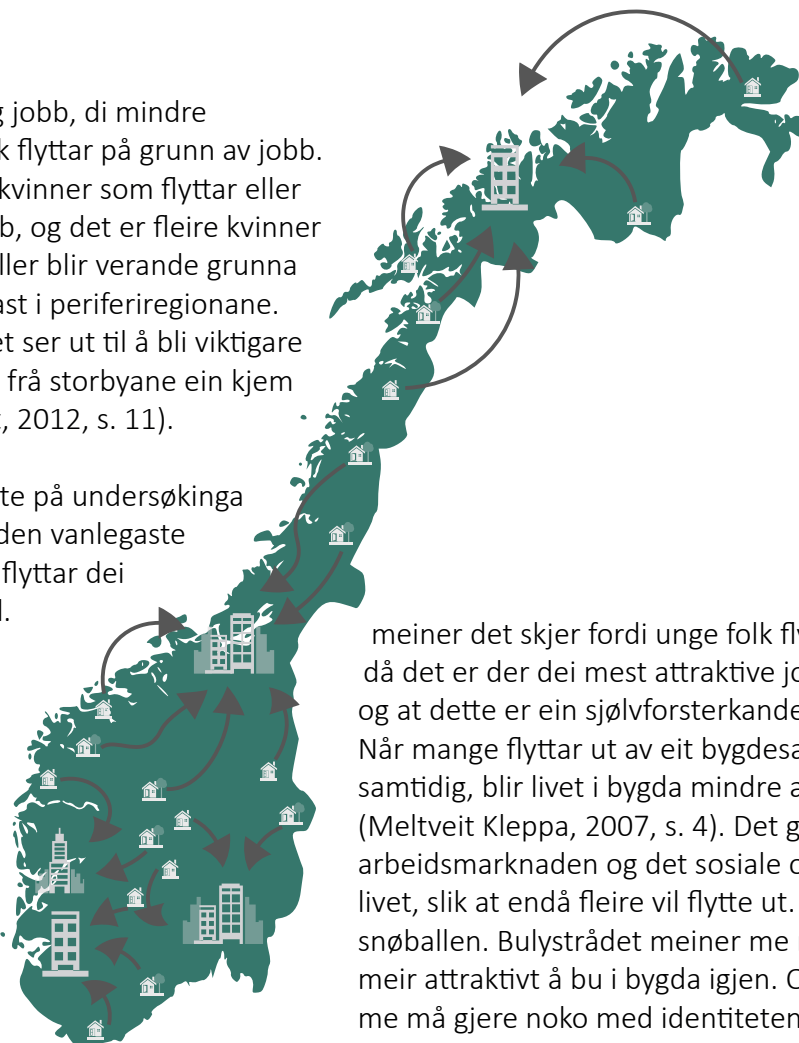 g jobb, di mindre
k flyttar på grunn av jobb.
kvinner som flyttar eller
b, og det er fleire kvinner
ller blir verande grunna
ast i periferiregionane.
et ser ut til å bli viktigare
frå storbyane ein kjem
, 2012, s. 11).
te på undersøkinga
den vanlegaste
flyttar dei
meiner det skjer fordi unge folk fly
då det er der dei mest attraktive jo
og at dette er ein sjølvforsterkande
Når mange flyttar ut av eit bygdesa
samtidig, blir livet i bygda mindre a
(Meltveit Kleppa, 2007, s. 4). Det g
arbeidsmarknaden og det sosiale o
livet, slik at endå fleire vil flytte ut.
snøballen. Bulystrådet meiner me
meir attraktivt å bu i bygda igjen. O
me må gjere noko med identiteten